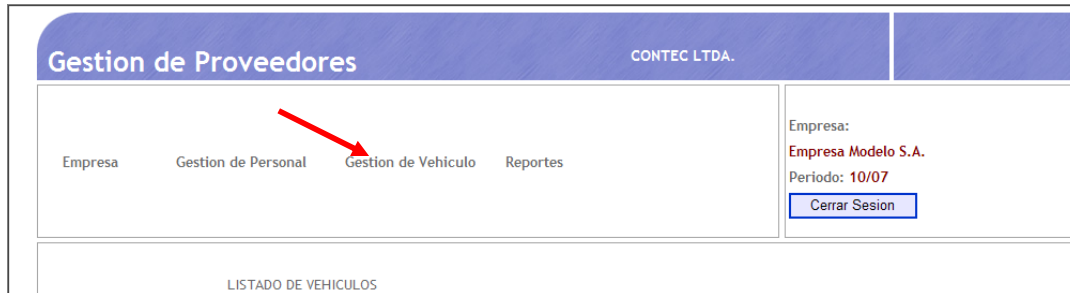 Gestion de Proveedores CONTEC LTDA.
Empresa Gestion de Personal Gestion de Vehiculo Reportes
Empresa:
Empresa Modelo S.A.
Periodo: 10/07
Cerrar Sesion
LISTADO DE VEHICULOS